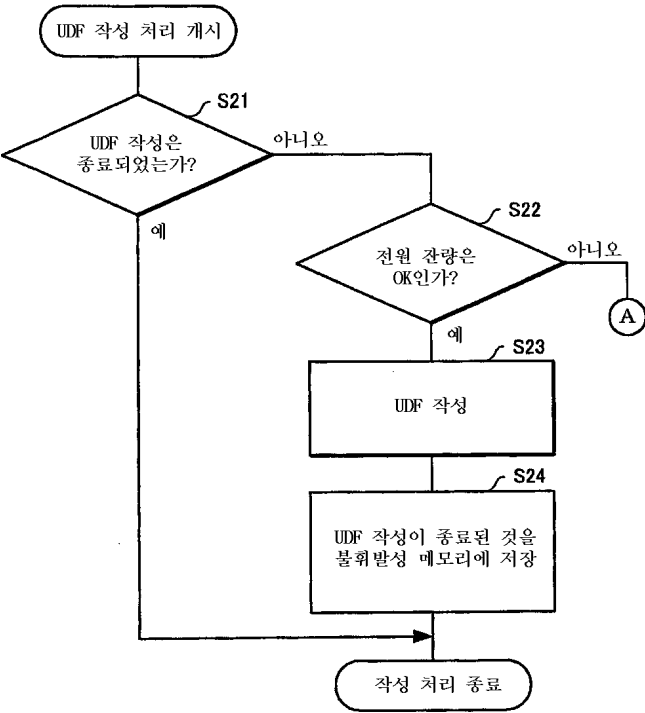 UDF 작성 처리 개시
S21
UDF 작성은
종료되었는가?
아니오
예
S22
전원 잔량은
OK인가?
아니오
A
예
S23
UDF 작성
S24
UDF 작성이 종료된 것을
불휘발성 메모리에 저장
작성 처리 종료